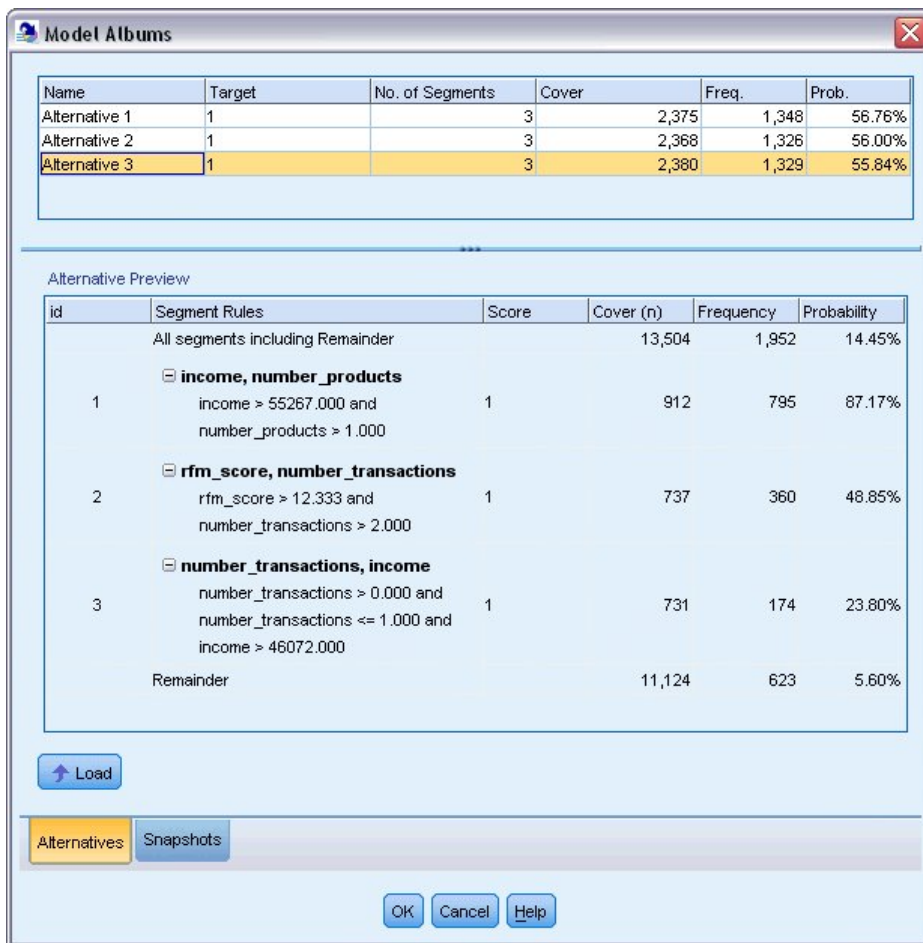 Model Albums
Name Target No. of Segments Cover Freq. Prob.
Alternative 1 1 3 2,375 1,348 56.76%
Alternative 2 1 3 2,368 1,326 56.00%
Alternative 3 1 3 2,380 1,329 55.84%
Alternative Preview
id Segment Rules Score Cover (n) Frequency Probability
All segments including Remainder 13,504 1,952 14.45%
income, number_products
1 income > 55267.000 and 1 912 795 87.17%
number_products > 1.000
rfm_score, number_transactions
2 rfm_score > 12.333 and 1 737 360 48.85%
number_transactions > 2.000
number_transactions, income
number_transactions > 0.000 and
3 number_transactions <= 1.000 and 1 731 174 23.80%
income > 46072.000
Remainder 11,124 623 5.60%
Load
Alternatives Snapshots
OK Cancel Help